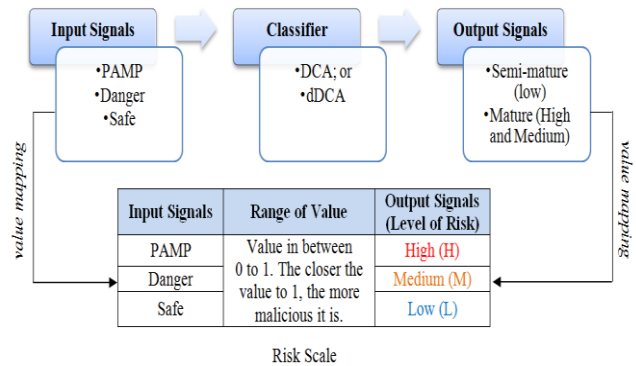 Input Signals
Classifier
Output Signals
•PAMP
•Danger
•Safe
•DCA; or
•dDCA
•Semi-mature
(low)
•Mature (High
and Medium)
value mapping
value mapping
Input Signals
Range of Value
Output Signals
(Level of Risk)
PAMP
Danger
Safe
Value in between
0 to 1. The closer the
value to 1, the more
malicious it is.
High (H)
Medium (M)
Low (L)
Risk Scale